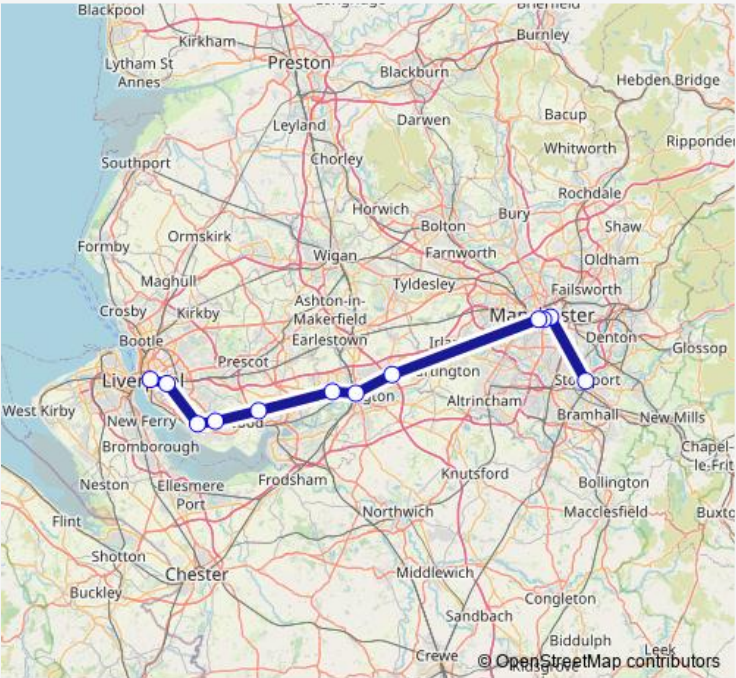 Blackpool
Brierfield
Burnley
Kirkham
Preston
Lytham St
Annes
Blackburn
Hebden Bridge
Leyland
Darwen
Bacup
Whitworth
Southport
Chorley
Rochdale
Horwich
Bury
Shaw
Ormskirk
Bolton
Formby
Wigan
Farnworth
Oldham
Maghull
Tyldesley
Failsworth
Crosby
Kirkby
Ashton-in-
Makerfield
Bootle
Earlestown
Denton
Prescot
Glossop
West Kirby
New Ferry
Altrincham
Bramhall
New Mills
Bromborough
Chapel-
le-Frit
Neston
Ellesmere
Port
Frodsham
Knutsford
Bollington
Flint
Northwich
Macclesfield
Buxto
Shotton
Chester
Middlewich
Buckley
Congleton
Sandbach
Biddulph
Leek
Crewe
© OpenStreetMap contributors
Kidsgrove